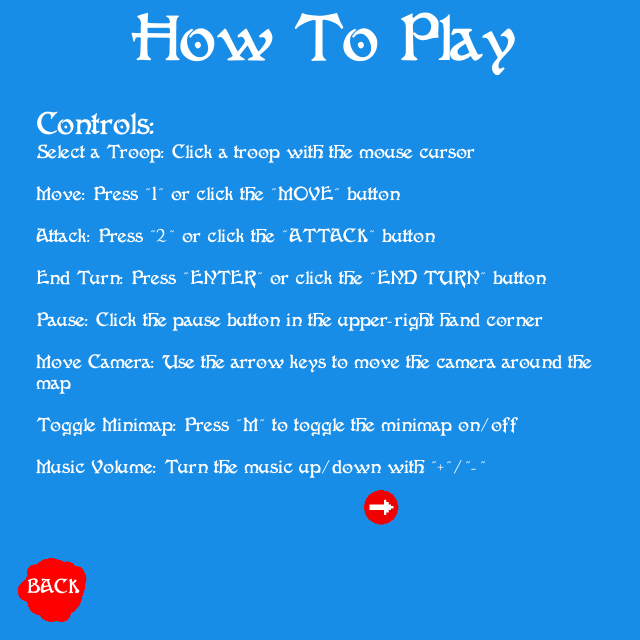 How To Play
Controls:
Select a Troop: Click a troop with the mouse cursor
Move: Press "1" or click the "MOVE" button
Attack: Press "2" or click the "ATTACK" button
End Turn: Press "ENTER" or click the "END TURN" button
Pause: Click the pause button in the upper-right hand corner
Move Camera: Use the arrow keys to move the camera around the
map
Toggle Minimap: Press "M" to toggle the minimap on/off
Music Volume: Turn the music up/down with "+"/"-"
BACK